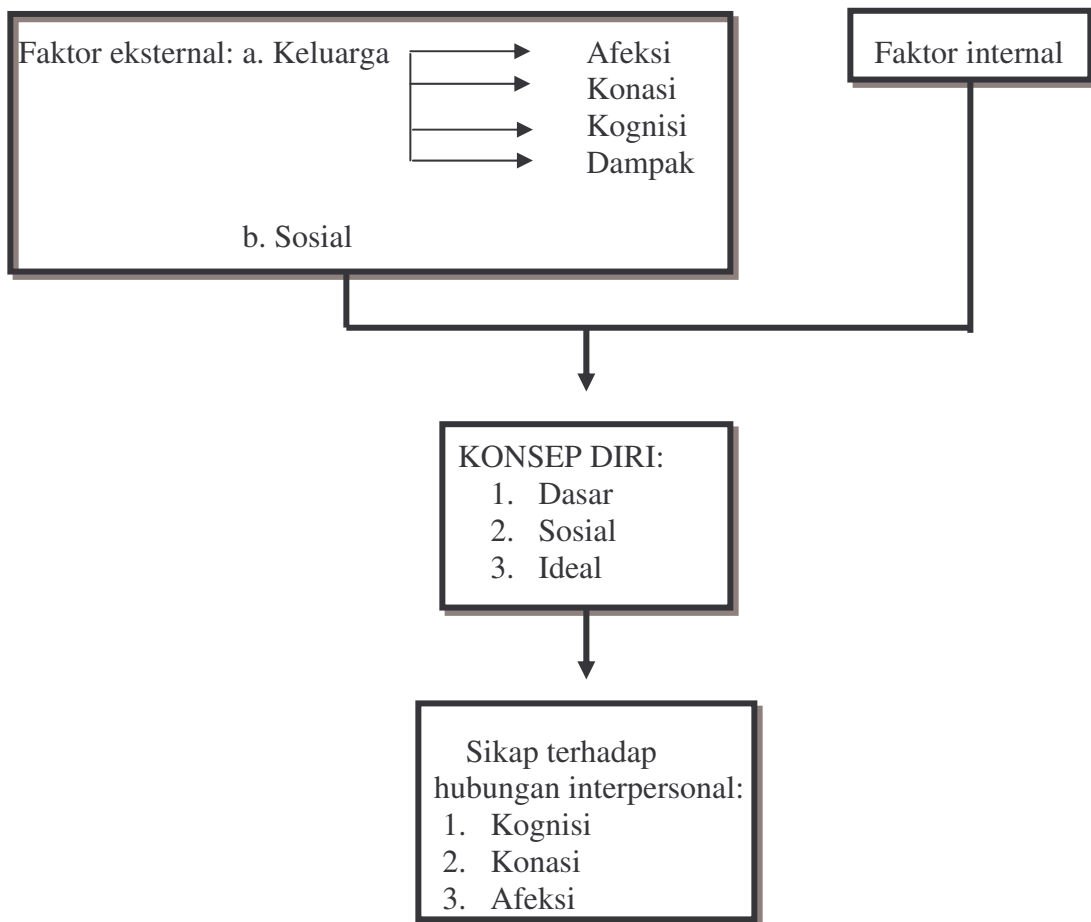 Faktor eksternal: a. Keluarga
Afeksi
Konasi
Kognisi
Dampak
b. Sosial
Faktor internal
KONSEP DIRI:
1. Dasar
2. Sosial
3. Ideal
Sikap terhadap
hubungan interpersonal:
1. Kognisi
2. Konasi
3. Afeksi